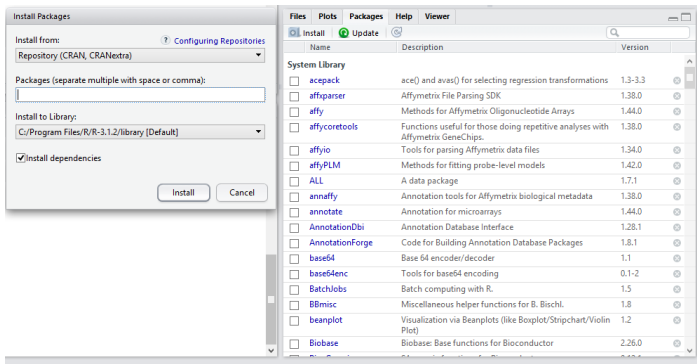 Install Packages
Install from:
? Configuring Repositories
Repository (CRAN, CRANextra)
Packages (separate multiple with space or comma):
Install to Library:
C:/Program Files/R/R-3.1.2/library [Default]
Install dependencies
Install
Cancel
Files Plots Packages Help Viewer
Install Update
Name Description Version
System Library
acepack ace() and avas() for selecting regression transformations 1.3-3.3
affxparser Affymetrix File Parsing SDK 1.38.0
affy Methods for Affymetrix Oligonucleotide Arrays 1.44.0
affycoretools Functions useful for those doing repetitive analyses with 1.38.0
Affymetrix GeneChips.
affyio Tools for parsing Affymetrix data files 1.34.0
affyPLM Methods for fitting probe-level models 1.42.0
ALL A data package 1.7.1
annaffy Annotation tools for Affymetrix biological metadata 1.38.0
annotate Annotation for microarrays 1.44.0
AnnotationDbi Annotation Database Interface 1.28.1
AnnotationForge Code for Building Annotation Database Packages 1.8.1
base64 Base 64 encoder/decoder 1.1
base64enc Tools for base64 encoding 0.1-2
BatchJobs Batch computing with R. 1.5
BBmisc Miscellaneous helper functions for B. Bischl. 1.8
beanplot Visualization via Beanplots (like Boxplot/Stripchart/Violin 1.2
Plot)
Biobase Biobase: Base functions for Bioconductor 2.26.0